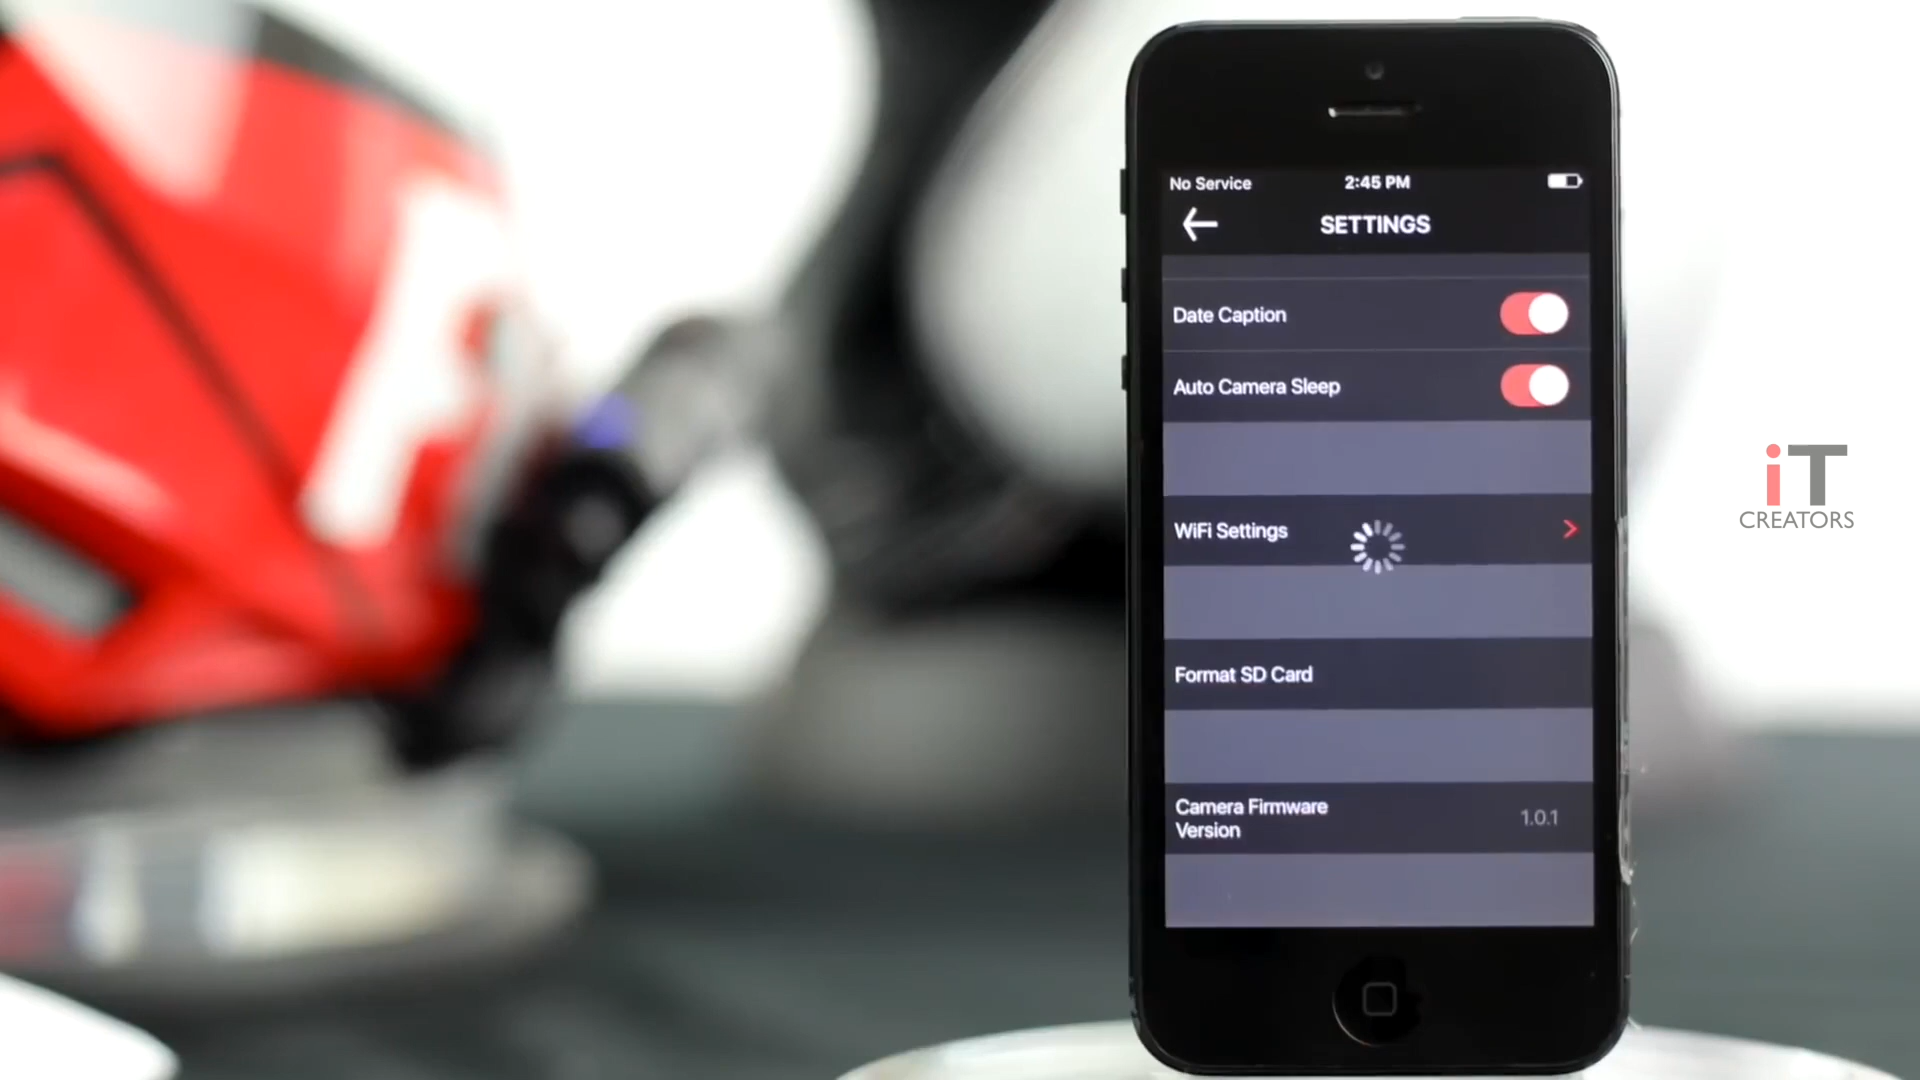 No Service 2:45 PM
SETTINGS
Date Caption
Auto Camera Sleep
WiFi Settings
Format SD Card
Camera Firmware
Version
1.0.1
iT
CREATORS